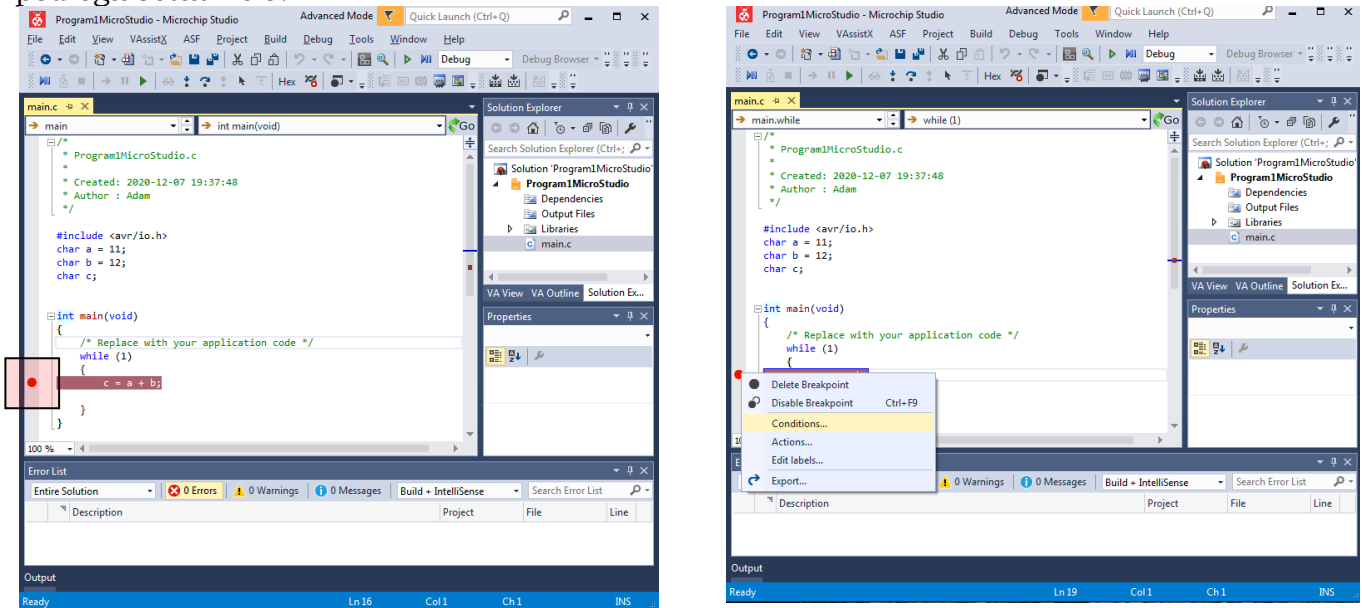 Program1MicroStudio - Microchip Studio Advanced Mode Quick Launch (Ctrl+Q)
File Edit View VAssistX ASF Project Build Debug Tools Window Help
Debug Debug Browser
Hex
main.c
main int main(void) Go
/*
* Program1MicroStudio.c
*
* Created: 2020-12-07 19:37:48
* Author : Adam
*/
#include <avr/io.h>
char a = 11;
char b = 12;
char c;
int main(void)
{
/* Replace with your application code */
while (1)
{
c = a + b;
}
}
100 %
Solution Explorer
Search Solution Explorer (Ctrl+;
Solution 'Program1MicroStudio'
Program1MicroStudio
Dependencies
Output Files
Libraries
main.c
VA View VA Outline Solution Ex...
Properties
Error List
Entire Solution 0 Errors 0 Warnings 0 Messages Build + IntelliSense Search Error List
Description Project File Line
Output
Ready Ln 16 Col 1 Ch 1 INS
Program1MicroStudio - Microchip Studio Advanced Mode Quick Launch (Ctrl+Q)
File Edit View VAssistX ASF Project Build Debug Tools Window Help
Debug Debug Browser
Hex
main.c
main.while while (1) Go
/*
* Program1MicroStudio.c
*
* Created: 2020-12-07 19:37:48
* Author : Adam
*/
#include <avr/io.h>
char a = 11;
char b = 12;
char c;
int main(void)
{
/* Replace with your application code */
while (1)
{
Delete Breakpoint
Disable Breakpoint Ctrl+F9
Conditions...
Actions...
Edit labels...
Export...
Solution Explorer
Search Solution Explorer (Ctrl+;
Solution 'Program1MicroStudio'
Program1MicroStudio
Dependencies
Output Files
Libraries
main.c
VA View VA Outline Solution Ex...
Properties
0 Warnings 0 Messages Build + IntelliSense Search Error List
Description Project File Line
Output
Ready Ln 19 Col 1 Ch 1 INS